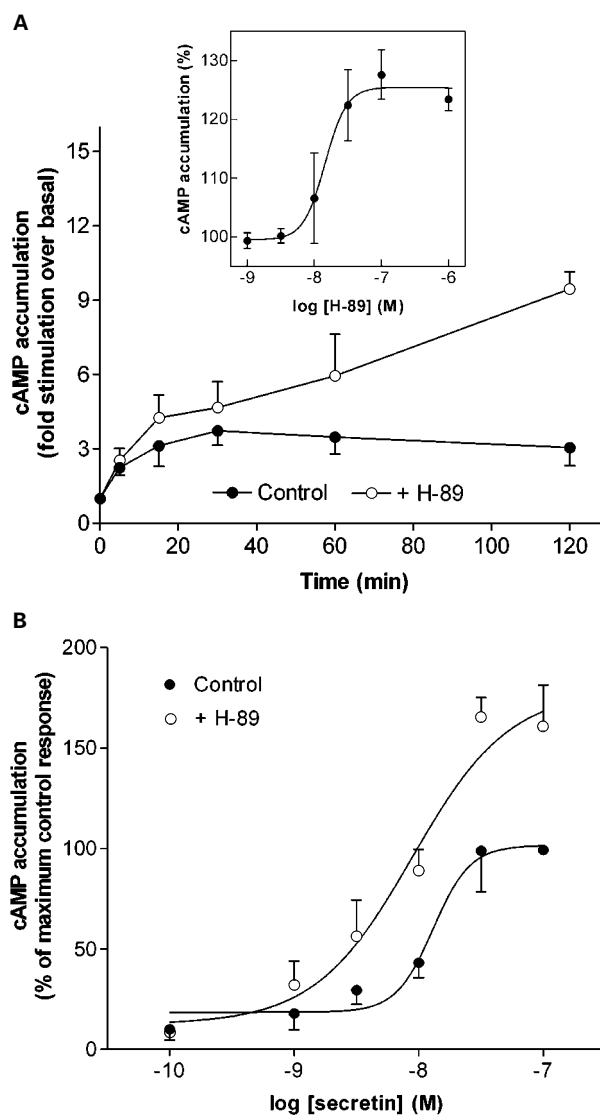 A
cAMP accumulation (%)
130
120
110
100
-9 -8 -7 -6
log [H-89] (M)
cAMP accumulation
(fold stimulation over basal)
15
12
9
6
3
0
Control + H-89
0 20 40 60 80 100 120
Time (min)
B
cAMP accumulation
(% of maximum control response)
200
150
100
50
0
Control
+ H-89
-10 -9 -8 -7
log [secretin] (M)